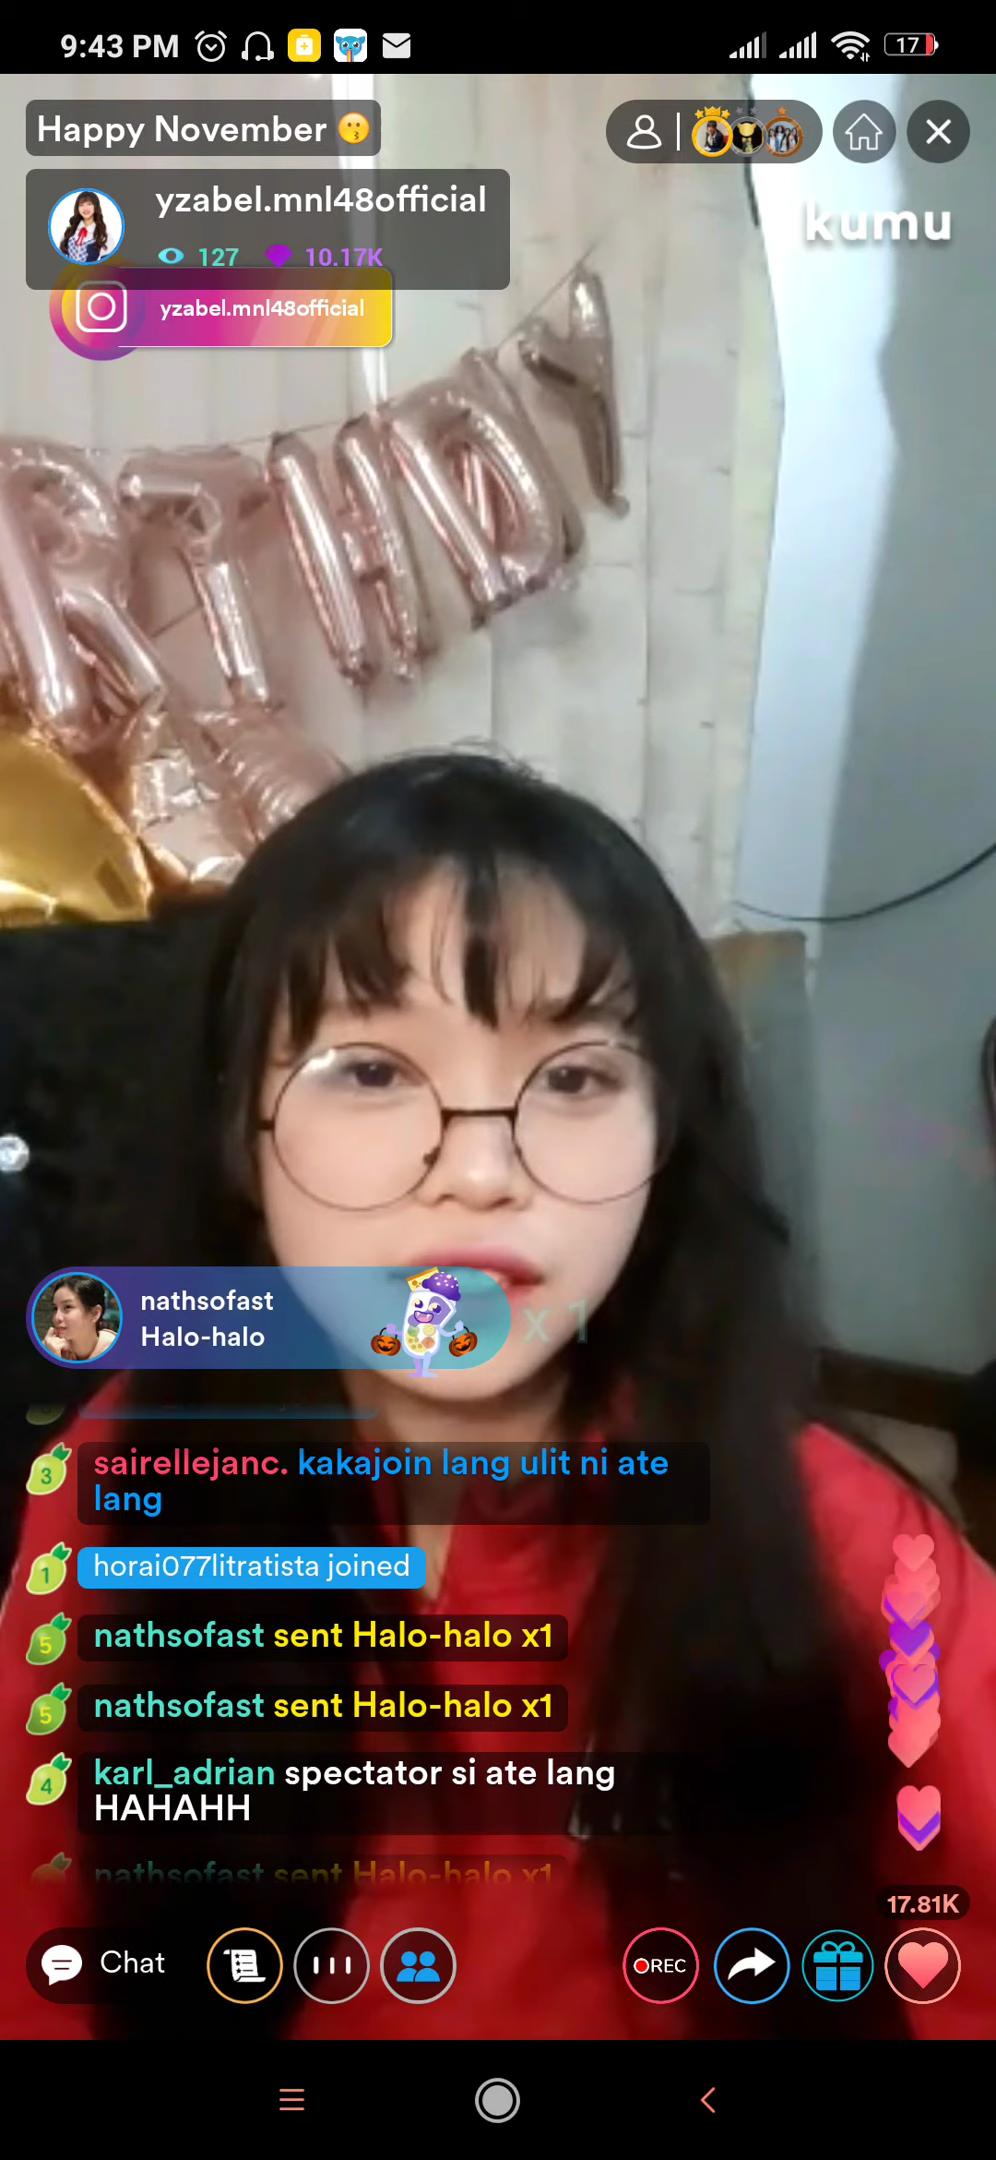 9:43 PM
17
Happy November 😗
yzabel.mnl48official
127 10.17K
kumu
yzabel.mnl48official
RTHD
Y
nathsofast
Halo-halo
x 1
3 sairellejanc. kakajoin lang ulit ni ate
lang
1 horai077litratista joined
5 nathsofast sent Halo-halo x1
5 nathsofast sent Halo-halo x1
4 karl_adrian spectator si ate lang
HAHAHH
nathsofast sent Halo-halo x1
17.81K
Chat
REC